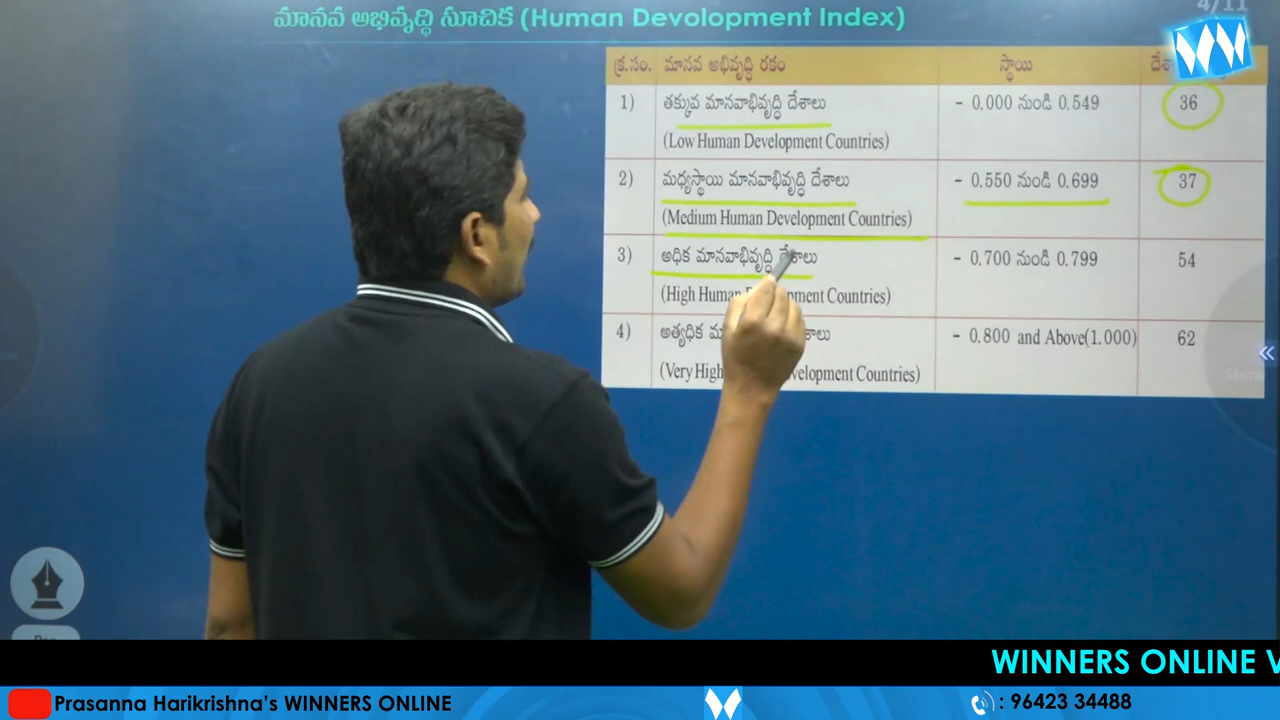 4/11
మానవ అభివృద్ధి సూచిక (Human Devolopment Index)
క్ర.సం. మానవ అభివృద్ధి రకం స్థాయి
1) తక్కువ మానవాభివృద్ధి దేశాలు - 0.000 నుండి 0.549 36
(Low Human Development Countries)
2) మధ్యస్థాయి మానవాభివృద్ధి దేశాలు - 0.550 నుండి 0.699 37
(Medium Human Development Countries)
3) అధిక మానవాభివృద్ధి దేశాలు - 0.700 నుండి 0.799 54
(High Human Countries)
4) అత్యధిక - 0.800 and Above(1.000) 62
(Very High Countries)
WINNERS ONLINE
Prasanna Harikrishna's WINNERS ONLINE : 96423 34488